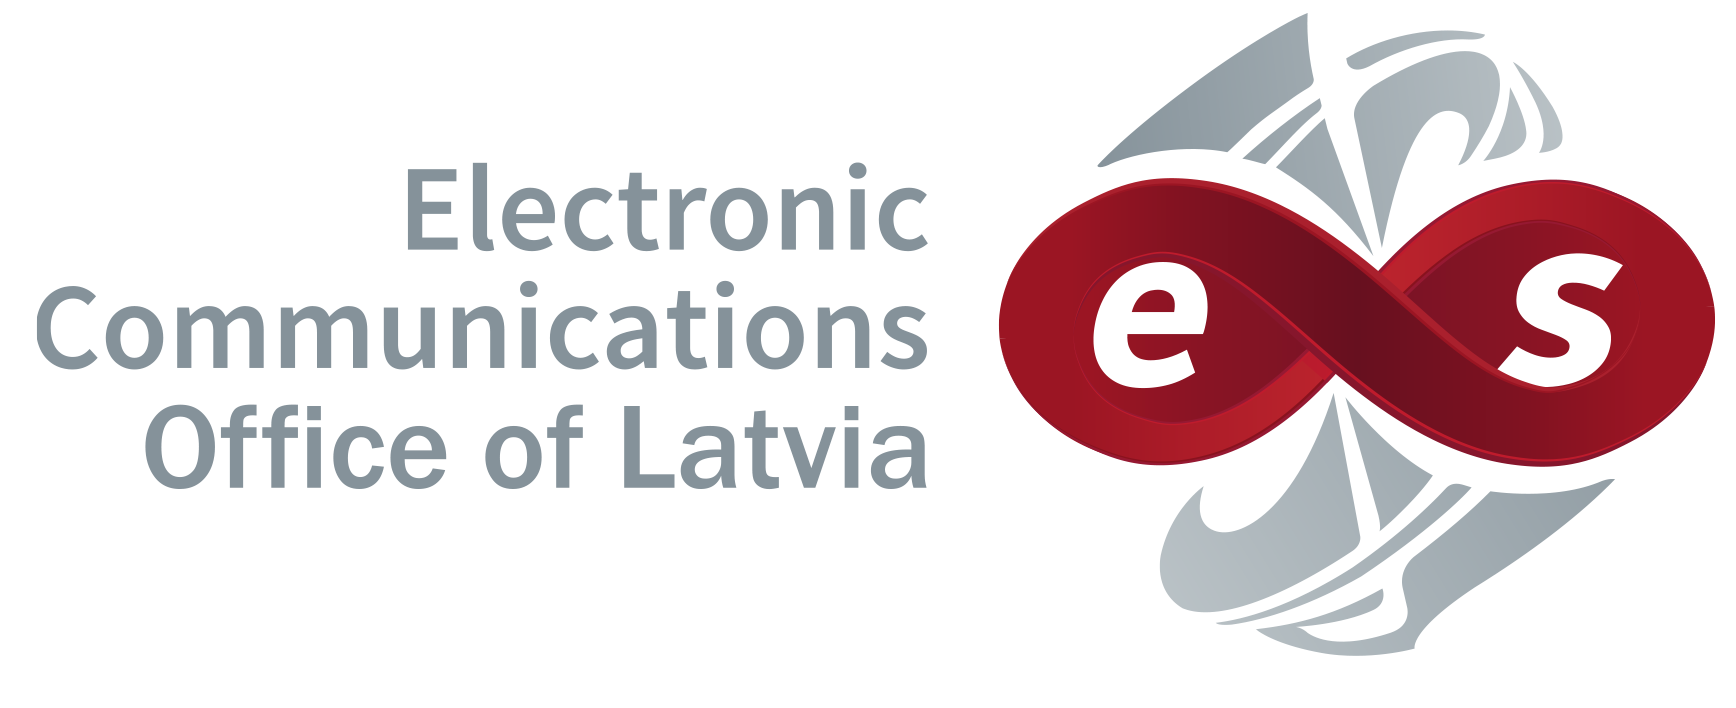 Electronic
Communications
Office of Latvia
es